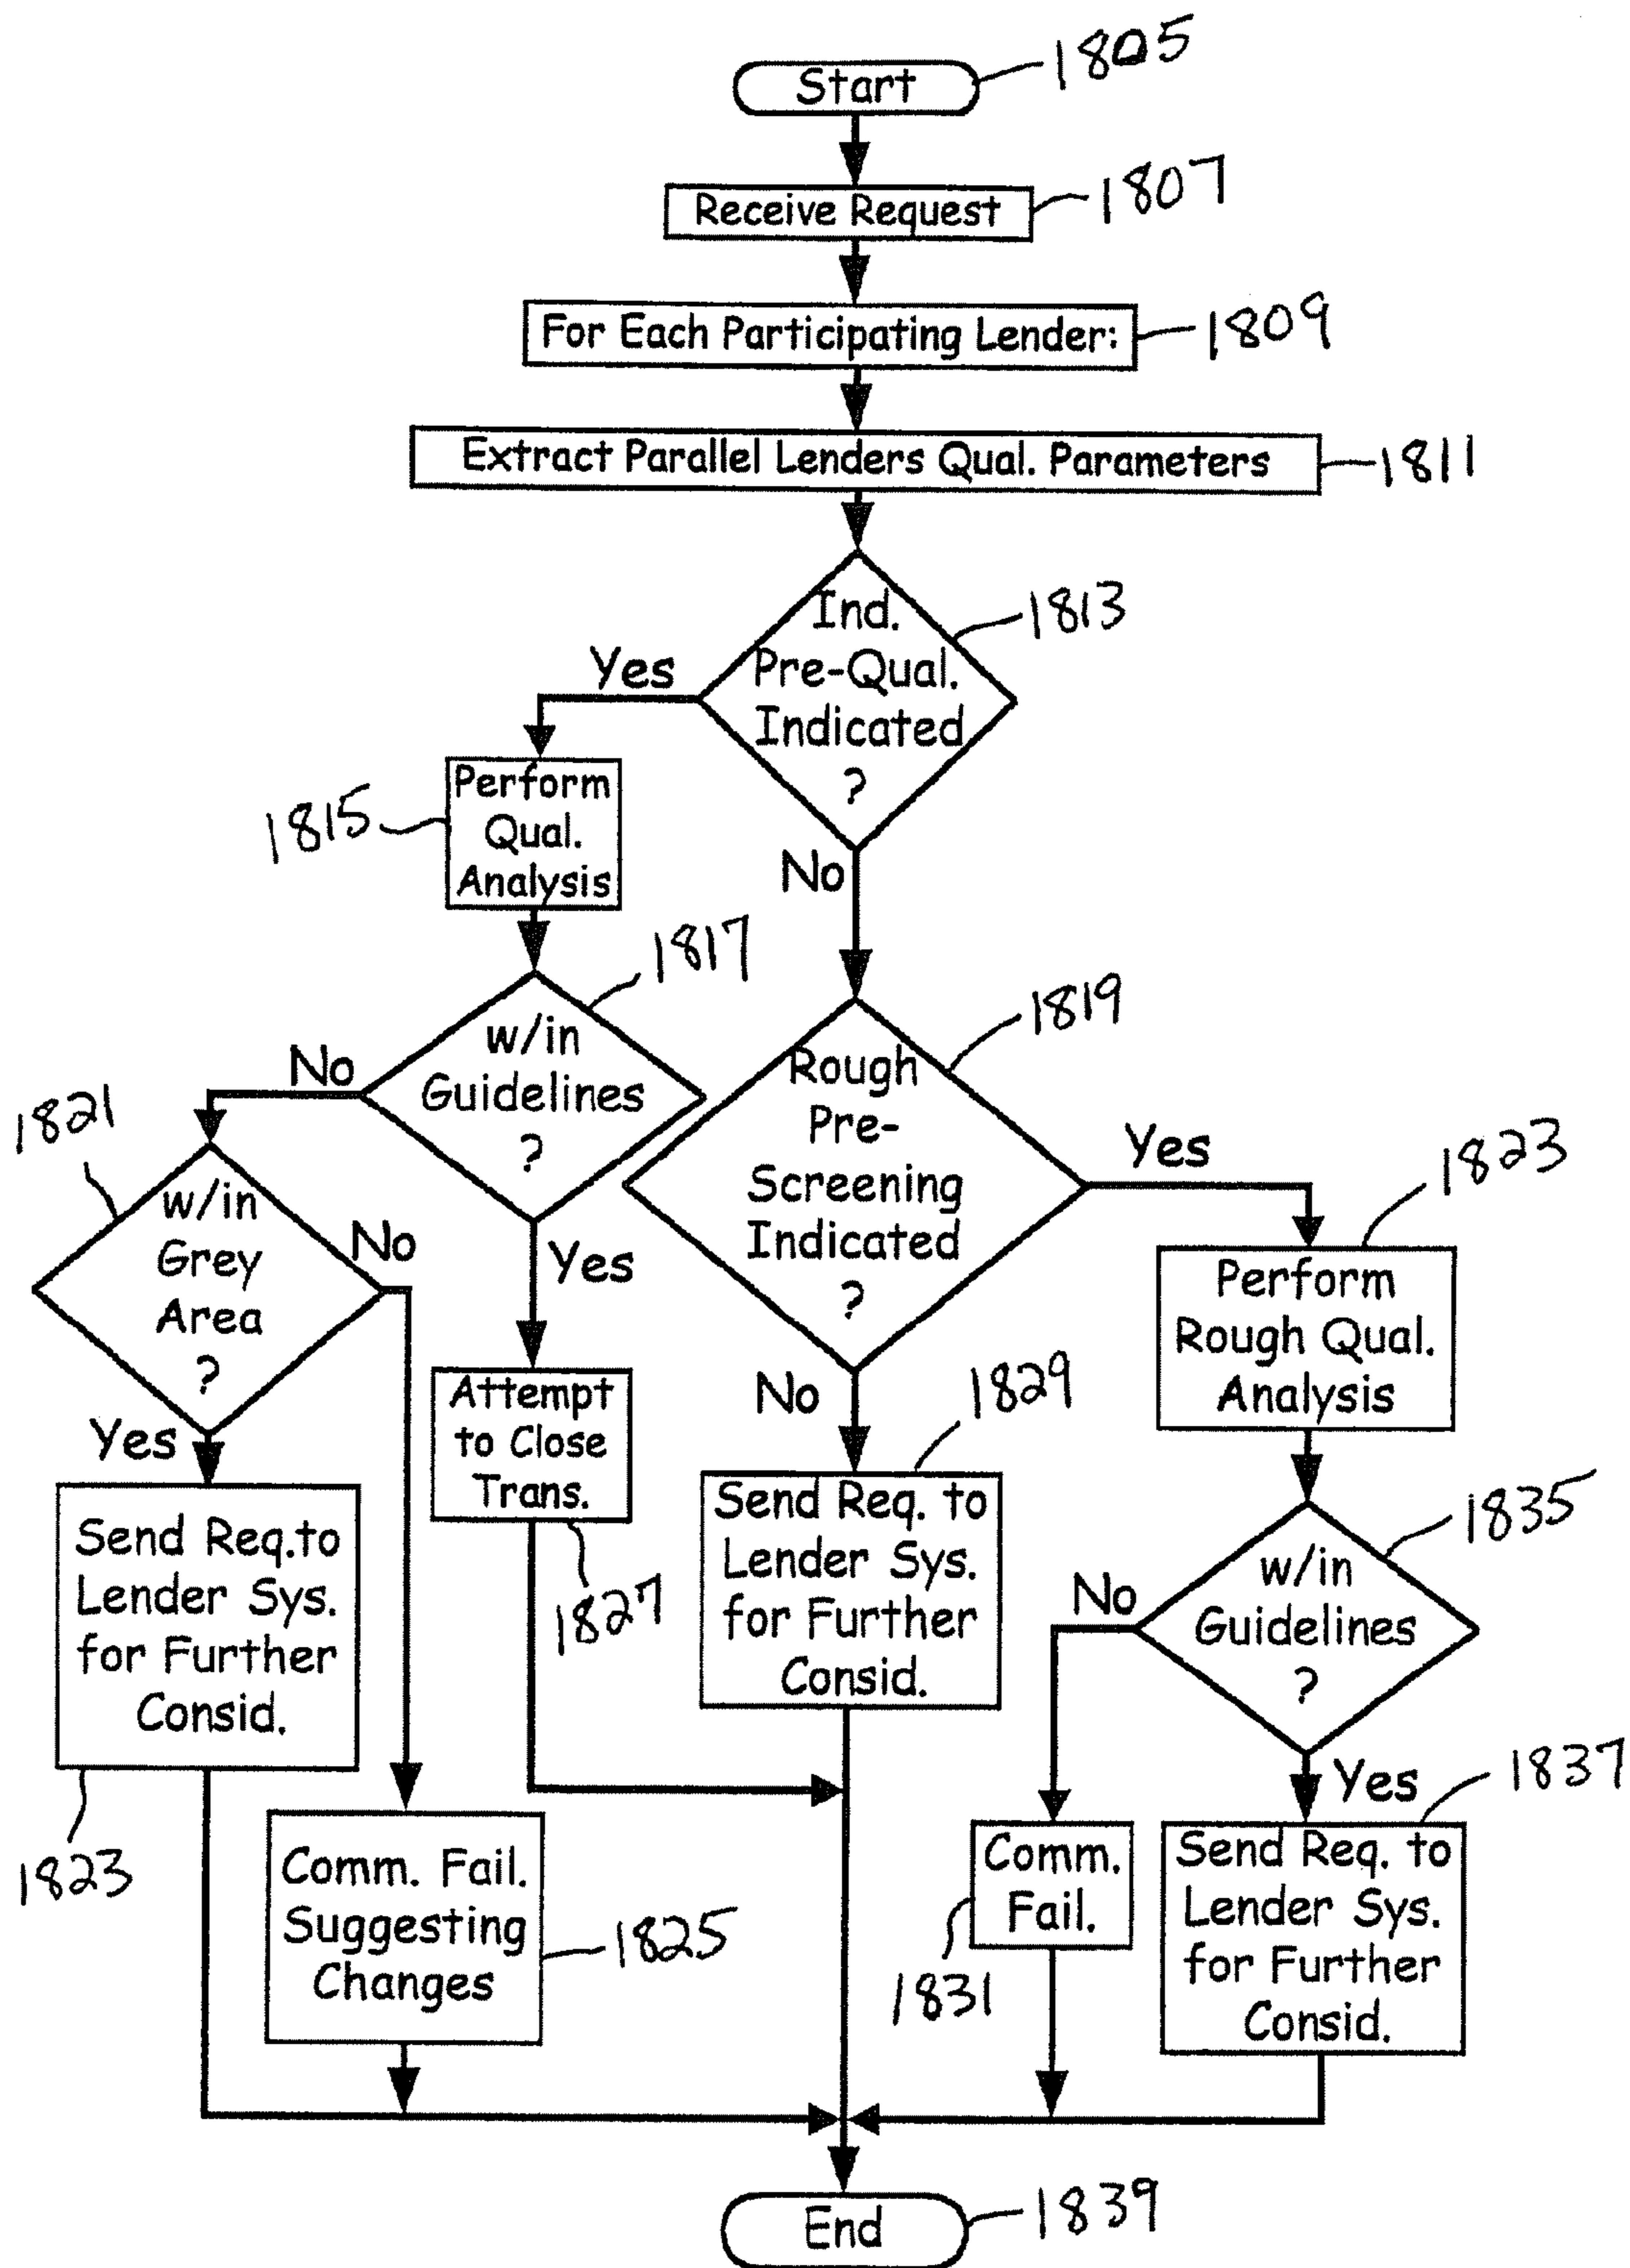 Start
1805
Receive Request
1807
For Each Participating Lender:
1809
Extract Parallel Lenders Qual. Parameters
1811
Ind.
Pre-Qual.
Indicated
?
1813
Yes
No
Perform
Qual.
Analysis
1815
w/in
Guidelines
?
1817
No
Yes
Rough
Pre-
Screening
Indicated
?
1819
Yes
No
w/in
Grey
Area
?
1821
No
Yes
Perform
Rough Qual.
Analysis
1823
Attempt
to Close
Trans.
1827
Send Req. to
Lender Sys.
for Further
Consid.
1829
Send Req.to
Lender Sys.
for Further
Consid.
1823
w/in
Guidelines
?
1835
No
Yes
Comm. Fail.
Suggesting
Changes
1825
Comm.
Fail.
1831
Send Req. to
Lender Sys.
for Further
Consid.
1837
End
1839